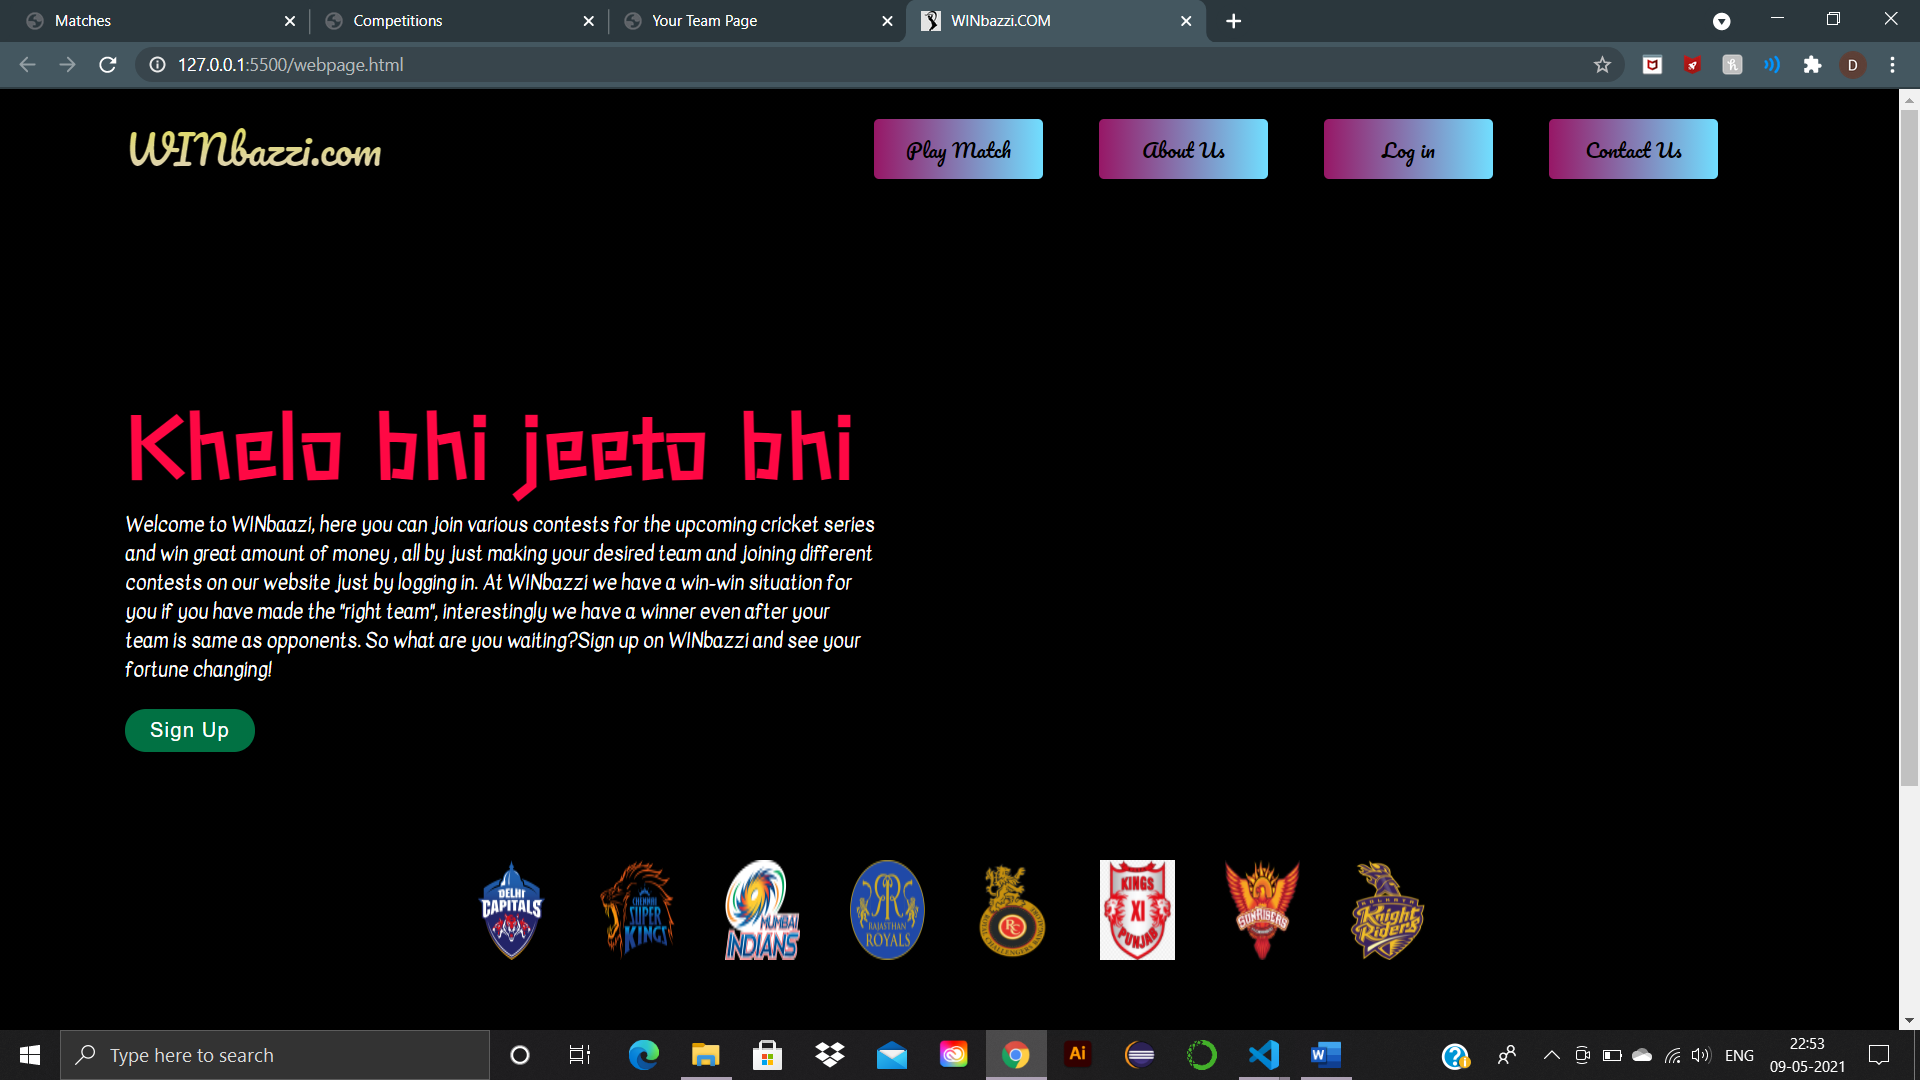 Matches
Competitions
Your Team Page
WINbazzi.COM
127.0.0.1:5500/webpage.html
D
WINbazzi.com
Play Match
About Us
Log in
Contact Us
Khelo bhi jeeto bhi
Welcome to WINbaazi, here you can join various contests for the upcoming cricket series
and win great amount of money , all by just making your desired team and joining different
contests on our website just by logging in. At WINbazzi we have a win-win situation for
you if you have made the "right team", interestingly we have a winner even after your
team is same as opponents. So what are you waiting?Sign up on WINbazzi and see your
fortune changing!
Sign Up
DELHI
CAPITALS
CHENNAI
SUPER
KINGS
MUMBAI
INDIANS
RR
RAJASTHAN
ROYALS
RC
KINGS
XI
PUNJAB
SUNRISERS
KOLKATA
Knight
Riders
Type here to search
Ai
W
ENG
22:53
09-05-2021